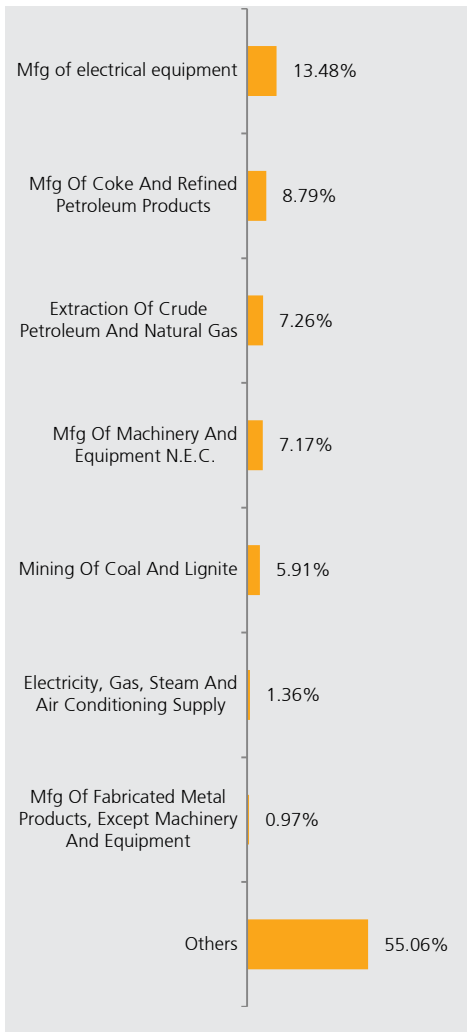 Mfg of electrical equipment
13.48%
Mfg Of Coke And Refined
Petroleum Products
8.79%
Extraction Of Crude
Petroleum And Natural Gas
7.26%
Mfg Of Machinery And
Equipment N.E.C.
7.17%
Mining Of Coal And Lignite
5.91%
Electricity, Gas, Steam And
Air Conditioning Supply
1.36%
Mfg Of Fabricated Metal
Products, Except Machinery
And Equipment
0.97%
Others
55.06%